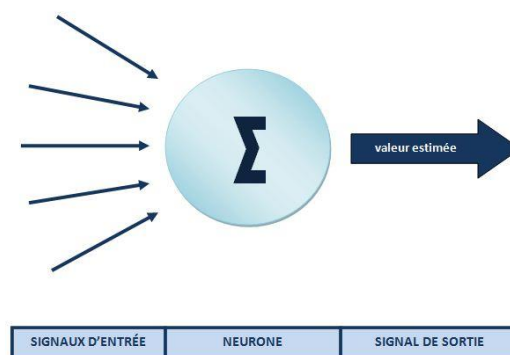 Σ
valeur estimée
SIGNAUX D'ENTRÉE
NEURONE
SIGNAL DE SORTIE